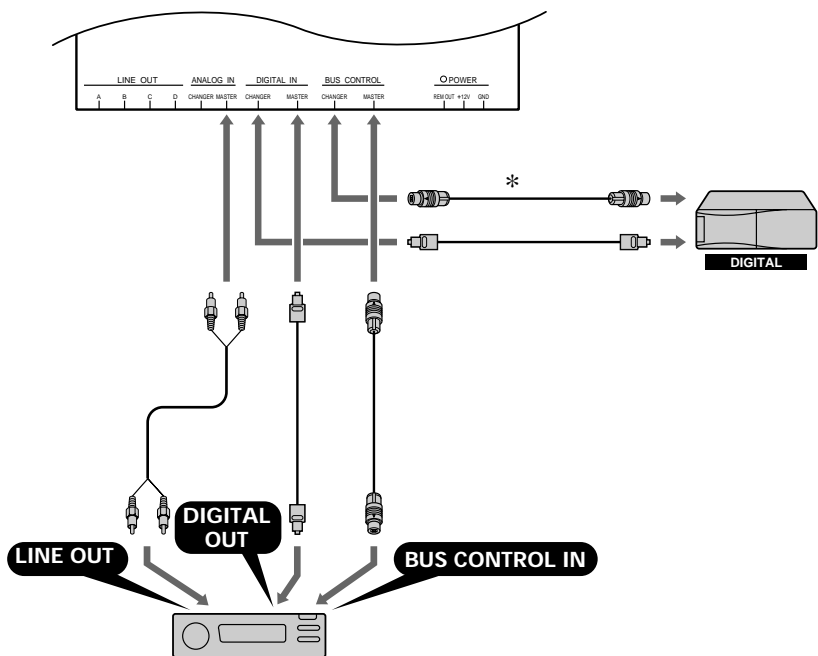 LINE OUT ANALOG IN DIGITAL IN BUS CONTROL POWER
A B C D CHANGER MASTER CHANGER MASTER CHANGER MASTER REM OUT +12V GND
*
DIGITAL
DIGITAL
OUT
LINE OUT
BUS CONTROL IN